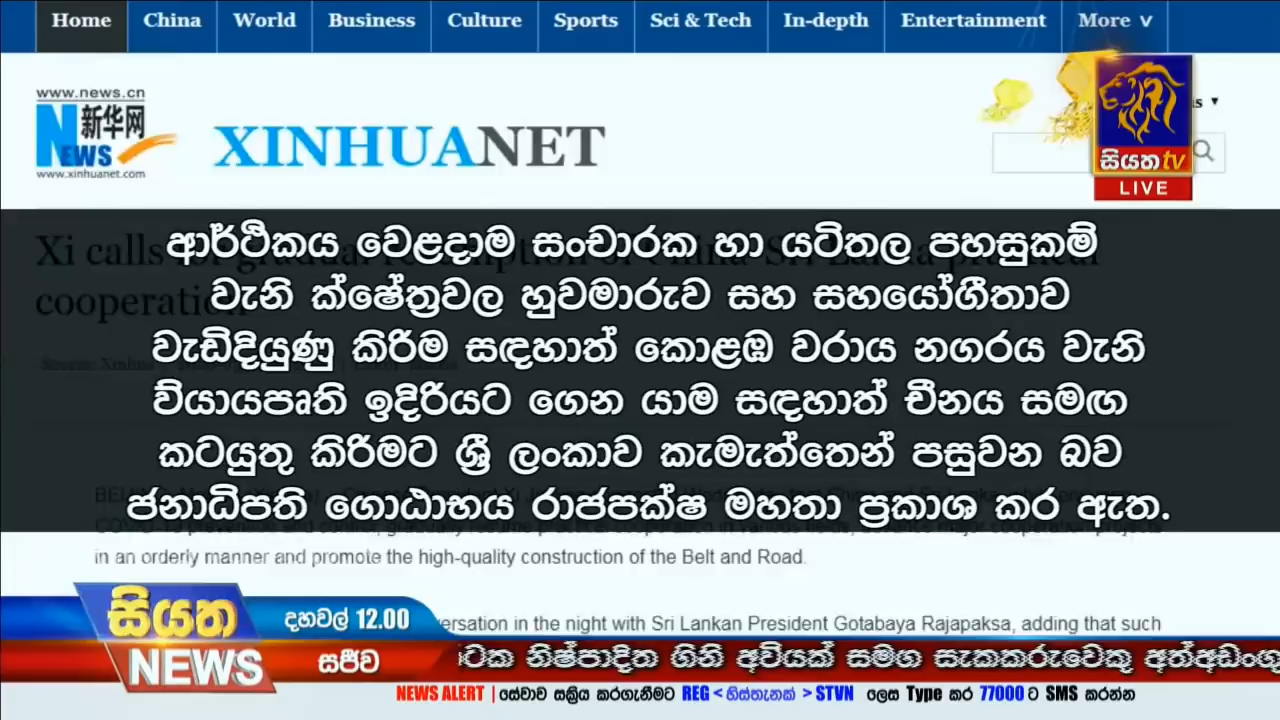 Home China World Business Culture Sports Sci & Tech In-depth Entertainment More
www.news.cn
新华网
NEWS
www.xinhuanet.com
XINHUANET
සියත tv
LIVE
Xi calls
cooperation
ආර්ථිකය වෙළදාම සංචාරක හා යටිතල පහසුකම්
වැනි ක්ෂේත්‍රවල හුවමාරුව සහ සහයෝගීතාව
වැඩිදියුණු කිරිම සඳහාත් කොළඹ වරාය නගරය වැනි
ව්යායපෘති ඉදිරියට ගෙන යාම සඳහාත් චීනය සමඟ
කටයුතු කිරිමට ශ්‍රී ලංකාව කැමැත්තෙන් පසුවන බව
ජනාධිපති ගොඨාභය රාජපක්ෂ මහතා ප්‍රකාශ කර ඇත.
in an orderly manner and promote the high-quality construction of the Belt and Road.
සියත
NEWS
දහවල් 12.00
සජීව
ersation in the night with Sri Lankan President Gotabaya Rajapaksa, adding that such
නිෂ්පාදිත ගිනි අවියක් සමග සැකකරුවෙකු අත්අඩංගු
NEWS ALERT | සේවාව සක්‍රිය කරගැනීමට REG < හිස්තැනක් > STVN ලෙස Type කර 77000 ට SMS කරන්න